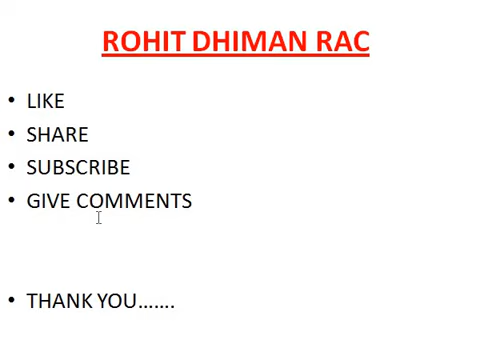 ROHIT DHIMAN RAC
• LIKE
• SHARE
• SUBSCRIBE
• GIVE COMMENTS
• THANK YOU…….